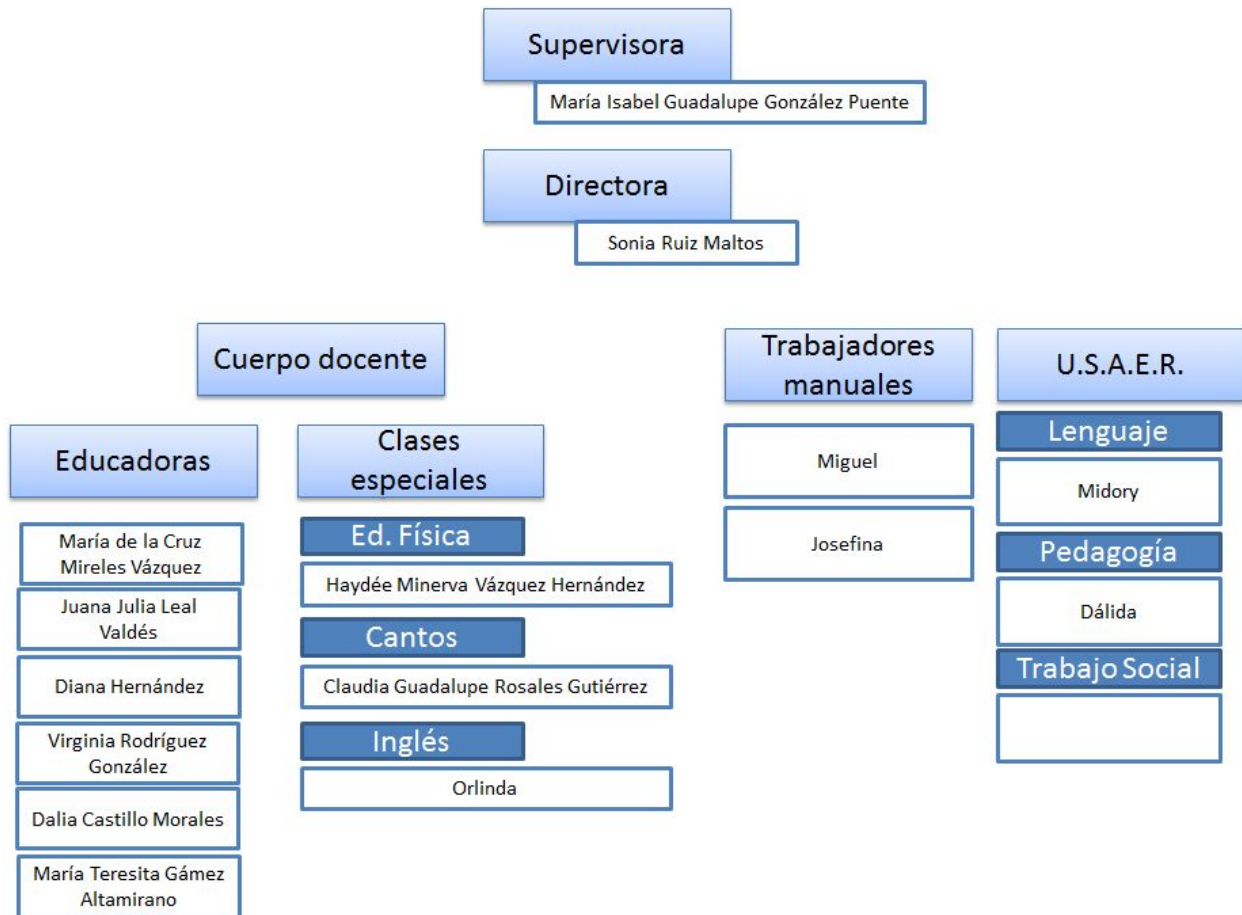 Supervisora
María Isabel Guadalupe González Puente
Directora
Sonia Ruiz Maltos
Cuerpo docente
Educadoras
María de la Cruz
Mireles Vázquez
Juana Julia Leal
Valdés
Diana Hernández
Virginia Rodríguez
González
Dalia Castillo Morales
María Teresita Gámez
Altamirano
Clases
especiales
Ed. Física
Haydée Minerva Vázquez Hernández
Cantos
Claudia Guadalupe Rosales Gutiérrez
Inglés
Orlinda
Trabajadores
manuales
Miguel
Josefina
U.S.A.E.R.
Lenguaje
Midory
Pedagogía
Dálida
Trabajo Social